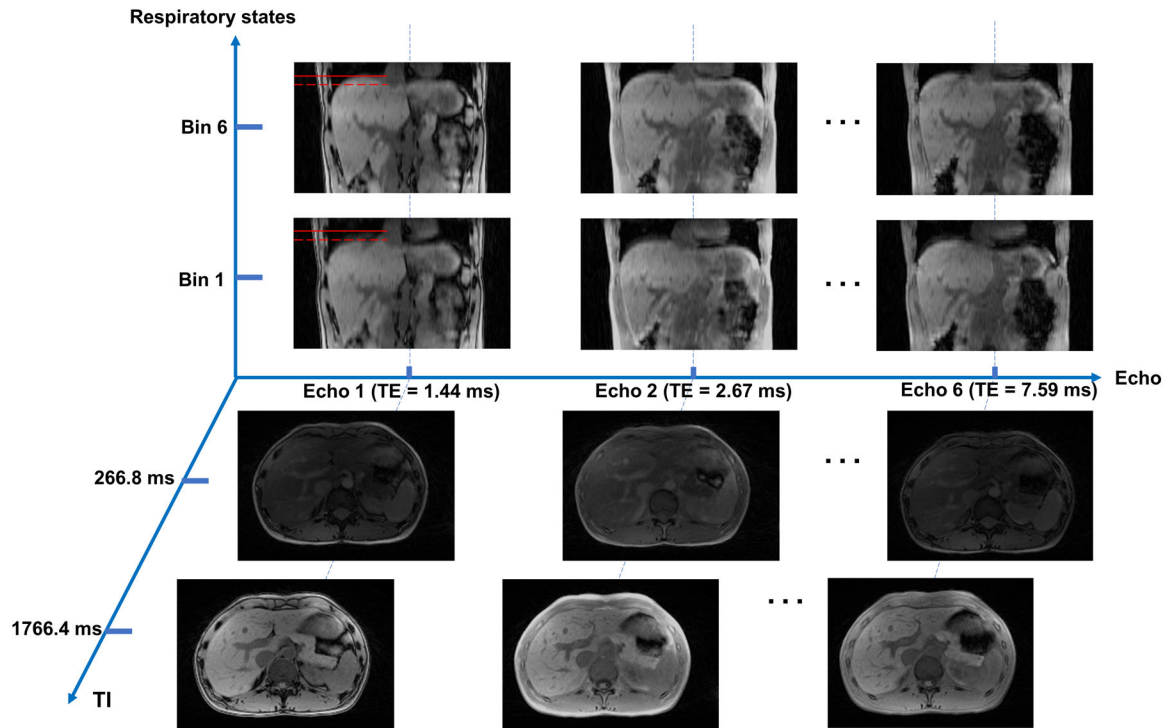 Respiratory states
Bin 6
...
Bin 1
...
Echo
Echo 1 (TE = 1.44 ms)
Echo 2 (TE = 2.67 ms)
Echo 6 (TE = 7.59 ms)
266.8 ms
...
1766.4 ms
...
TI